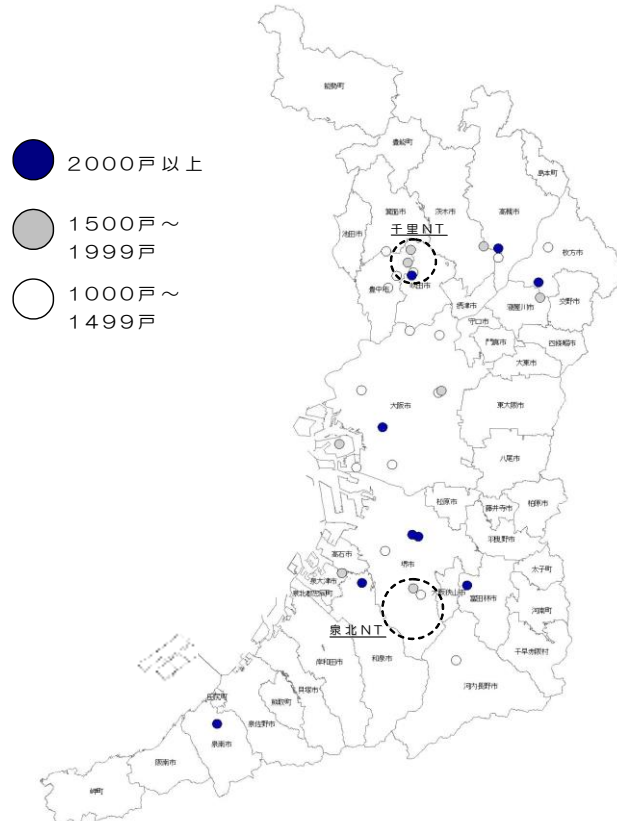 能勢町
豊能町
島本町
2000戸以上
茨木市
高槻市
箕面市
池田市
千里NT
1500戸～
1999戸
枚方市
吹田市
豊中市
交野市
1000戸～
1499戸
摂津市
寝屋川市
守口市
門真市
四條畷市
大東市
大阪市
東大阪市
八尾市
松原市
柏原市
藤井寺市
羽曳野市
高石市
堺市
太子町
泉大津市
大阪狭山市
富田林市
泉北郡忠岡町
河南町
泉北NT
千早赤阪村
岸和田市
和泉市
河内長野市
貝塚市
田尻町
熊取町
泉佐野市
泉南市
阪南市
岬町